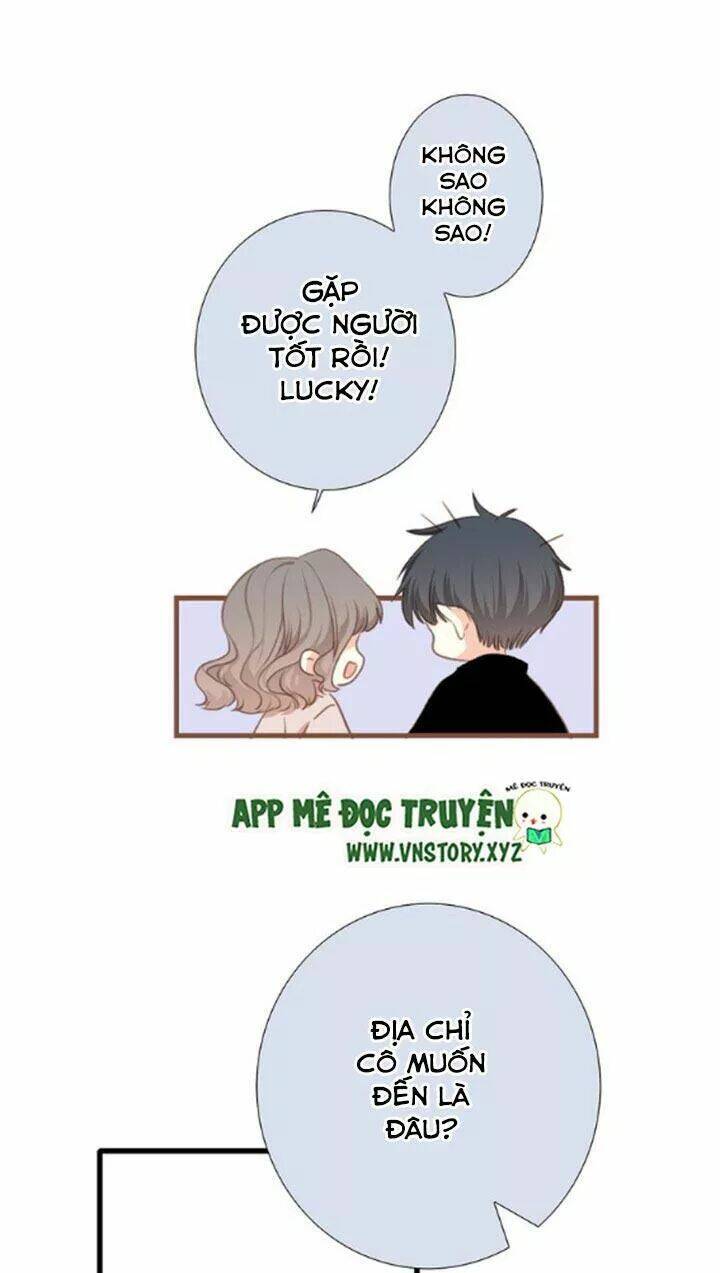 KHÔNG
SAO
KHÔNG
SAO!
GẶP
ĐƯỢC NGƯỜI
TỐT RỒI!
LUCKY!
MÊ ĐỌC TRUYỆN
APP MÊ ĐỌC TRUYỆN
WWW.VNSTORY.XYZ
ĐỊA CHỈ
CÔ MUỐN
ĐẾN LÀ
ĐÂU?